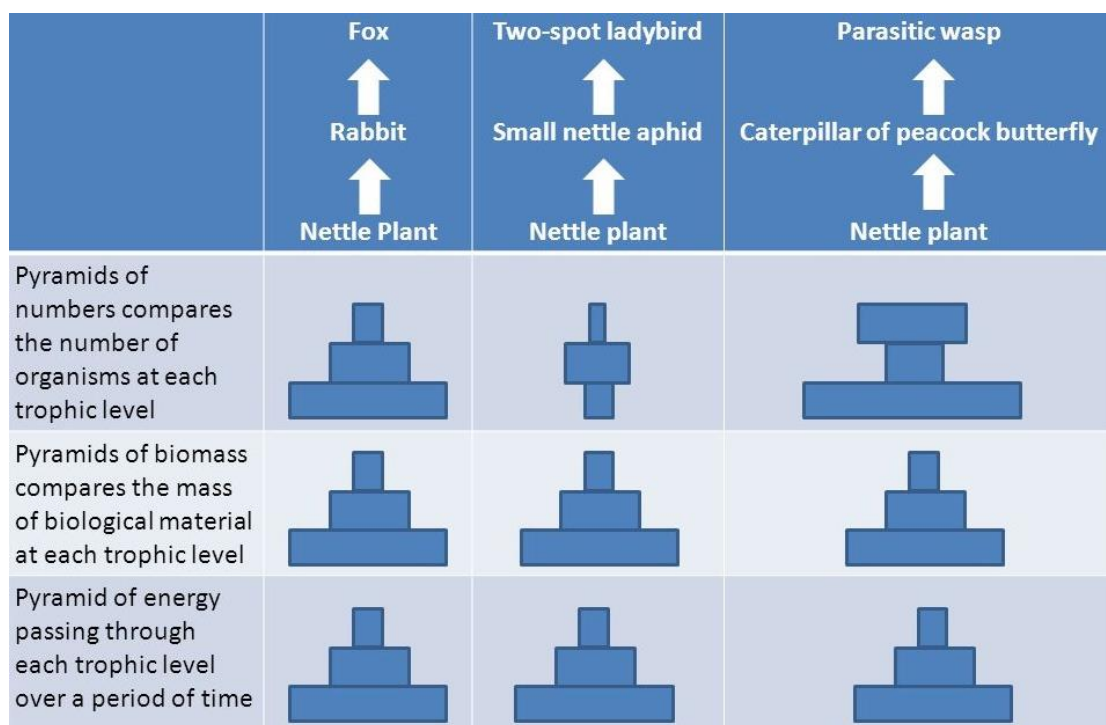 Fox
Two-spot ladybird
Parasitic wasp
Rabbit
Small nettle aphid
Caterpillar of peacock butterfly
Nettle Plant
Nettle plant
Nettle plant
Pyramids of
numbers compares
the number of
organisms at each
trophic level
Pyramids of biomass
compares the mass
of biological material
at each trophic level
Pyramid of energy
passing through
each trophic level
over a period of time